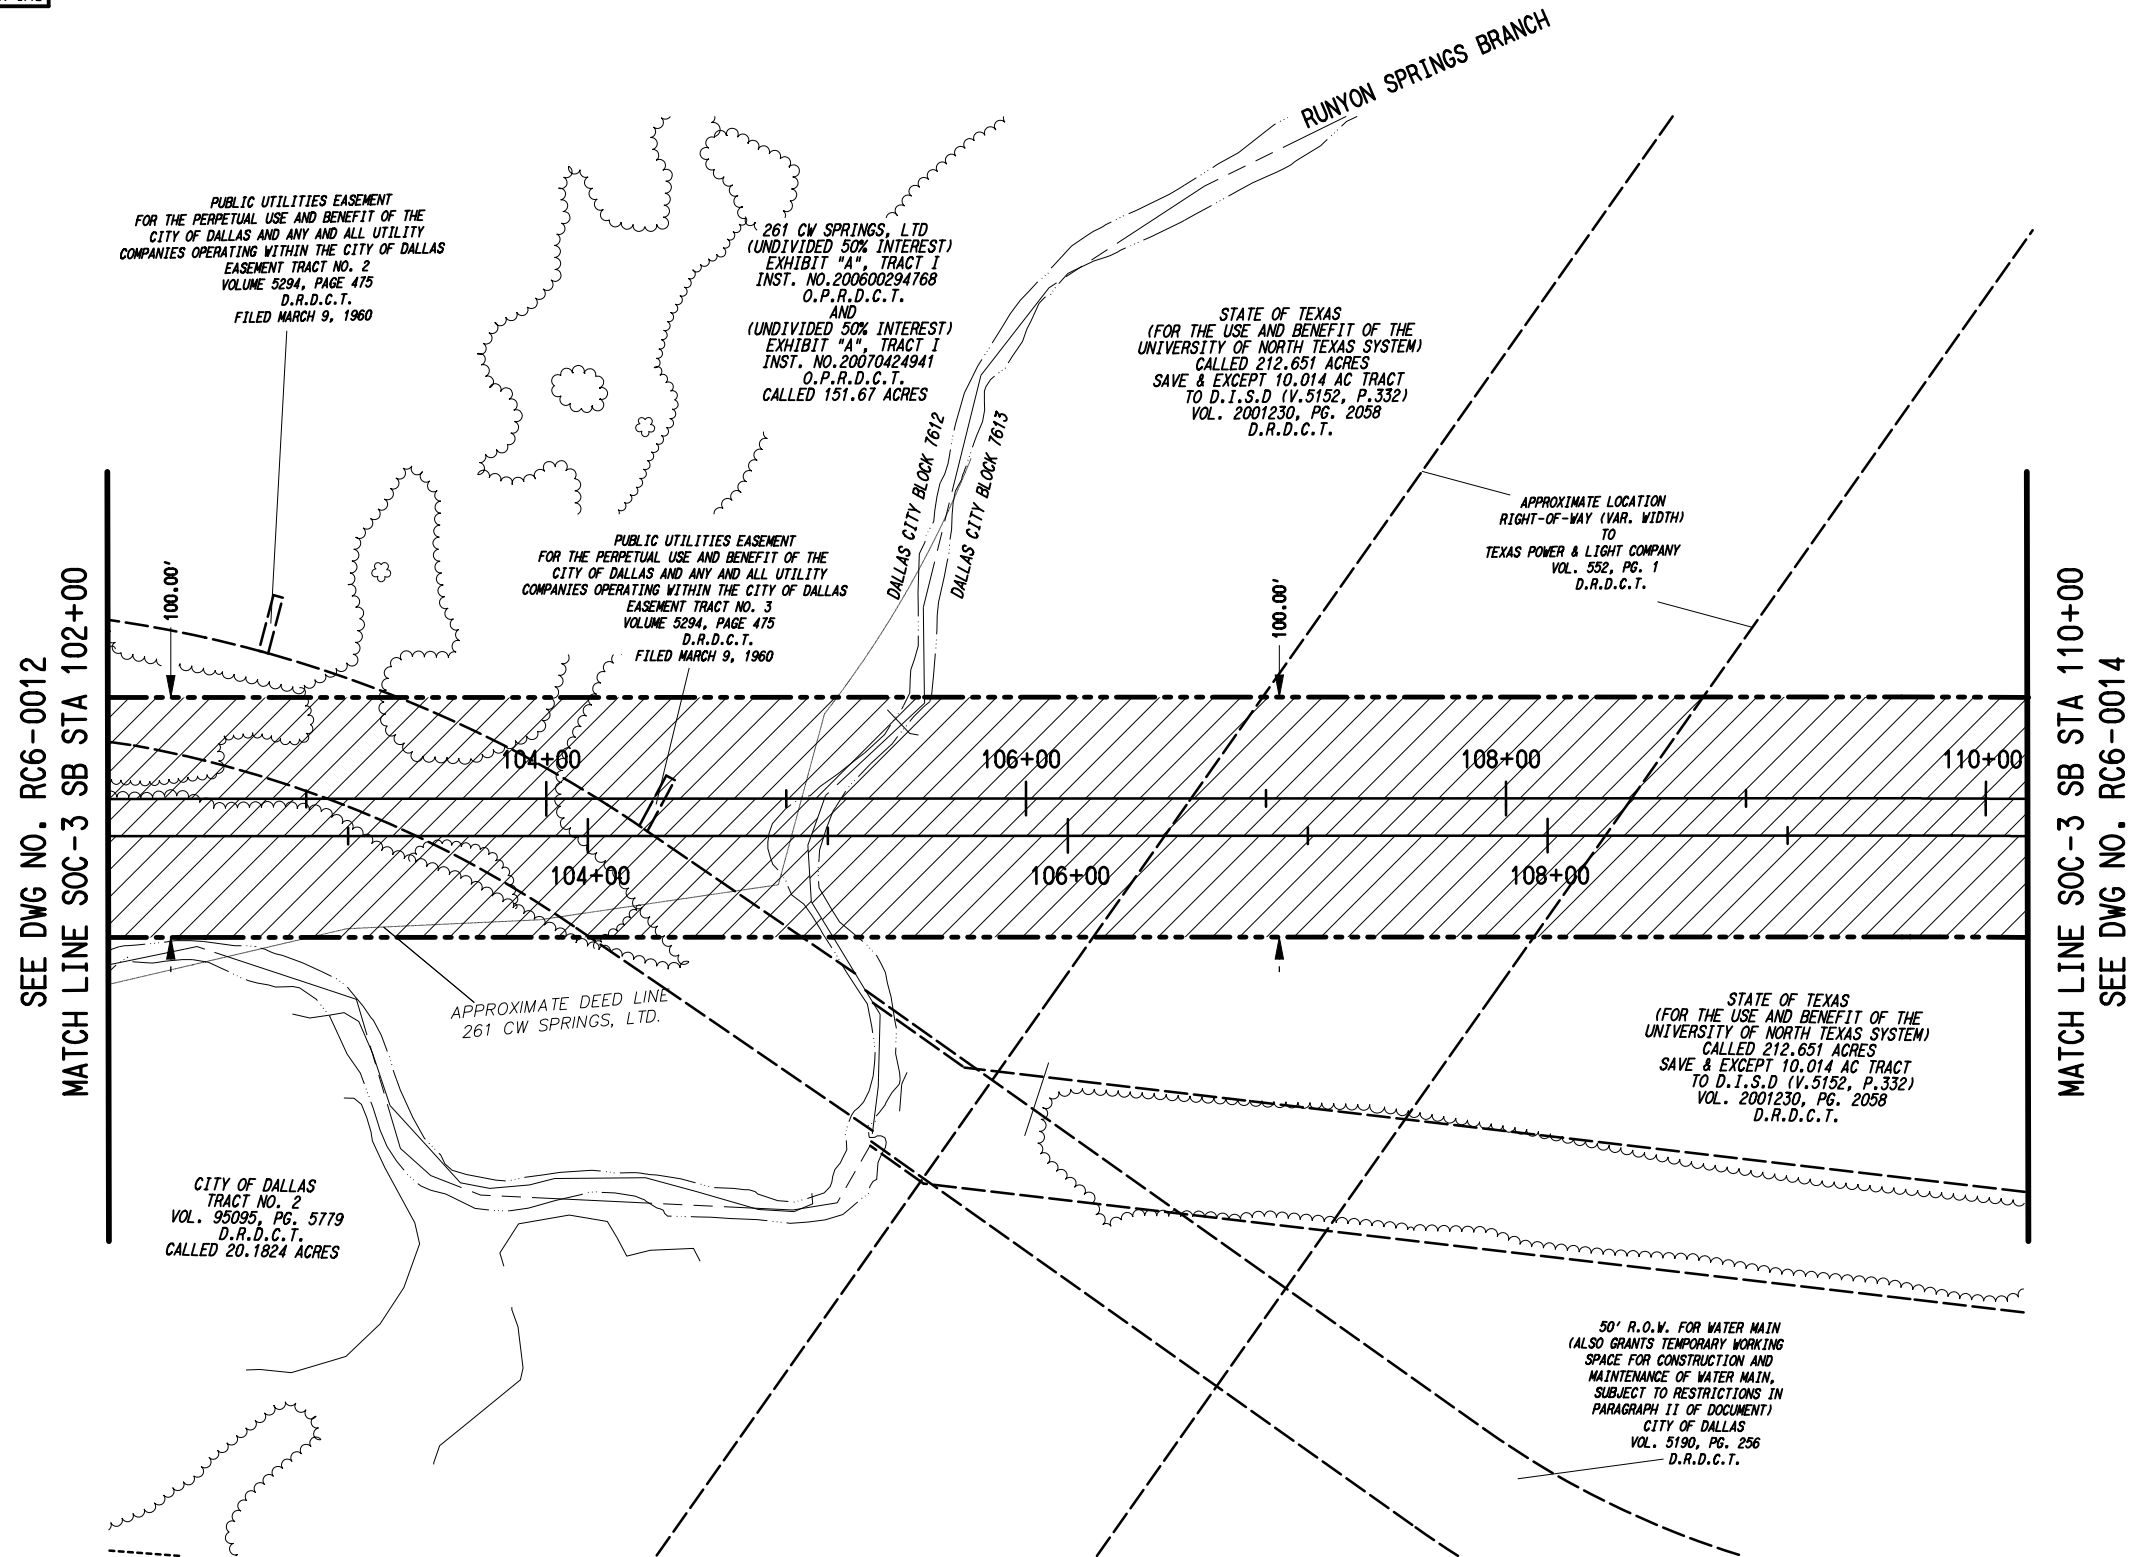 RUNYON SPRINGS BRANCH
PUBLIC UTILITIES EASEMENT
FOR THE PERPETUAL USE AND BENEFIT OF THE
CITY OF DALLAS AND ANY AND ALL UTILITY
COMPANIES OPERATING WITHIN THE CITY OF DALLAS
EASEMENT TRACT NO. 2
VOLUME 5294, PAGE 475
D.R.D.C.T.
FILED MARCH 9, 1960
261 CW SPRINGS, LTD
(UNDIVIDED 50% INTEREST)
EXHIBIT "A", TRACT I
INST. NO.200600294768
O.P.R.D.C.T.
AND
(UNDIVIDED 50% INTEREST)
EXHIBIT "A", TRACT I
INST. NO.20070424941
O.P.R.D.C.T.
CALLED 151.67 ACRES
STATE OF TEXAS
(FOR THE USE AND BENEFIT OF THE
UNIVERSITY OF NORTH TEXAS SYSTEM)
CALLED 212.651 ACRES
SAVE & EXCEPT 10.014 AC TRACT
TO D.I.S.D (V.5152, P.332)
VOL. 2001230, PG. 2058
D.R.D.C.T.
DALLAS CITY BLOCK 7612
DALLAS CITY BLOCK 7613
APPROXIMATE LOCATION
RIGHT-OF-WAY (VAR. WIDTH)
TO
TEXAS POWER & LIGHT COMPANY
VOL. 552, PG. 1
D.R.D.C.T.
PUBLIC UTILITIES EASEMENT
FOR THE PERPETUAL USE AND BENEFIT OF THE
CITY OF DALLAS AND ANY AND ALL UTILITY
COMPANIES OPERATING WITHIN THE CITY OF DALLAS
EASEMENT TRACT NO. 3
VOLUME 5294, PAGE 475
D.R.D.C.T.
FILED MARCH 9, 1960
100.00'
100.00'
SEE DWG NO. RC6-0012
MATCH LINE SOC-3 SB STA 102+00
MATCH LINE SOC-3 SB STA 110+00
SEE DWG NO. RC6-0014
104+00
106+00
108+00
110+00
104+00
106+00
108+00
APPROXIMATE DEED LINE
261 CW SPRINGS, LTD.
STATE OF TEXAS
(FOR THE USE AND BENEFIT OF THE
UNIVERSITY OF NORTH TEXAS SYSTEM)
CALLED 212.651 ACRES
SAVE & EXCEPT 10.014 AC TRACT
TO D.I.S.D (V.5152, P.332)
VOL. 2001230, PG. 2058
D.R.D.C.T.
CITY OF DALLAS
TRACT NO. 2
VOL. 95095, PG. 5779
D.R.D.C.T.
CALLED 20.1824 ACRES
50' R.O.W. FOR WATER MAIN
(ALSO GRANTS TEMPORARY WORKING
SPACE FOR CONSTRUCTION AND
MAINTENANCE OF WATER MAIN,
SUBJECT TO RESTRICTIONS IN
PARAGRAPH II OF DOCUMENT)
CITY OF DALLAS
VOL. 5190, PG. 256
D.R.D.C.T.